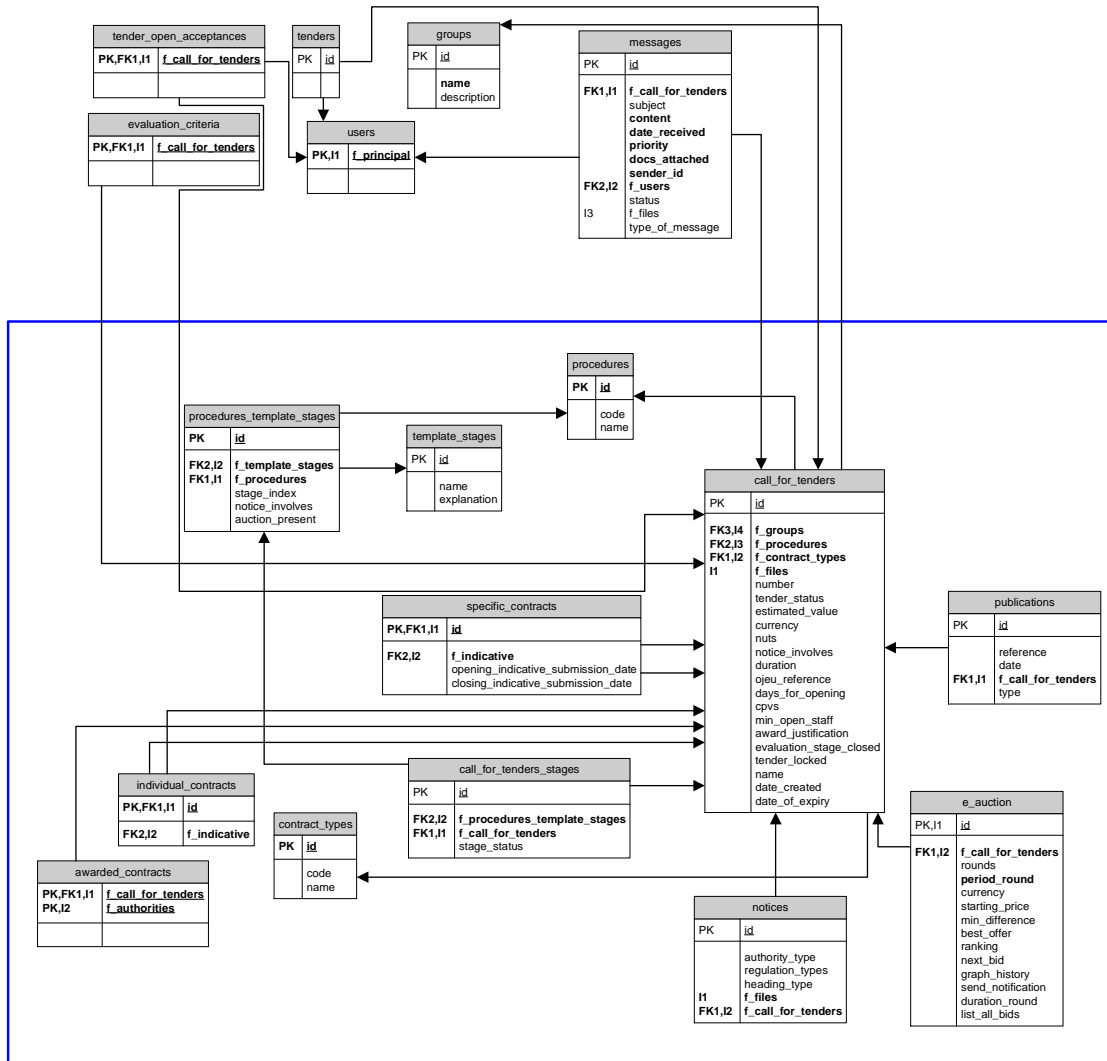 tender_open_acceptances
PK,FK1,I1 f_call_for_tenders
tenders
PK id
groups
PK id
name
description
messages
PK id
FK1,I1 f_call_for_tenders
subject
content
date_received
priority
docs_attached
sender_id
FK2,I2 f_users
status
I3 f_files
type_of_message
evaluation_criteria
PK,FK1,I1 f_call_for_tenders
users
PK,I1 f_principal
procedures
PK id
code
name
procedures_template_stages
PK id
FK2,I2 f_template_stages
FK1,I1 f_procedures
stage_index
notice_involves
auction_present
template_stages
PK id
name
explanation
call_for_tenders
PK id
FK3,I4 f_groups
FK2,I3 f_procedures
FK1,I2 f_contract_types
I1 f_files
number
tender_status
estimated_value
currency
nuts
notice_involves
duration
ojeu_reference
days_for_opening
cpvs
min_open_staff
award_justification
evaluation_stage_closed
tender_locked
name
date_created
date_of_expiry
specific_contracts
PK,FK1,I1 id
FK2,I2 f_indicative
opening_indicative_submission_date
closing_indicative_submission_date
publications
PK id
reference
date
FK1,I1 f_call_for_tenders
type
individual_contracts
PK,FK1,I1 id
FK2,I2 f_indicative
call_for_tenders_stages
PK id
FK2,I2 f_procedures_template_stages
FK1,I1 f_call_for_tenders
stage_status
contract_types
PK id
code
name
awarded_contracts
PK,FK1,I1 f_call_for_tenders
PK,I2 f_authorities
notices
PK id
authority_type
regulation_types
heading_type
I1 f_files
FK1,I2 f_call_for_tenders
e_auction
PK,I1 id
FK1,I2 f_call_for_tenders
rounds
period_round
currency
starting_price
min_difference
best_offer
ranking
next_bid
graph_history
send_notification
duration_round
list_all_bids